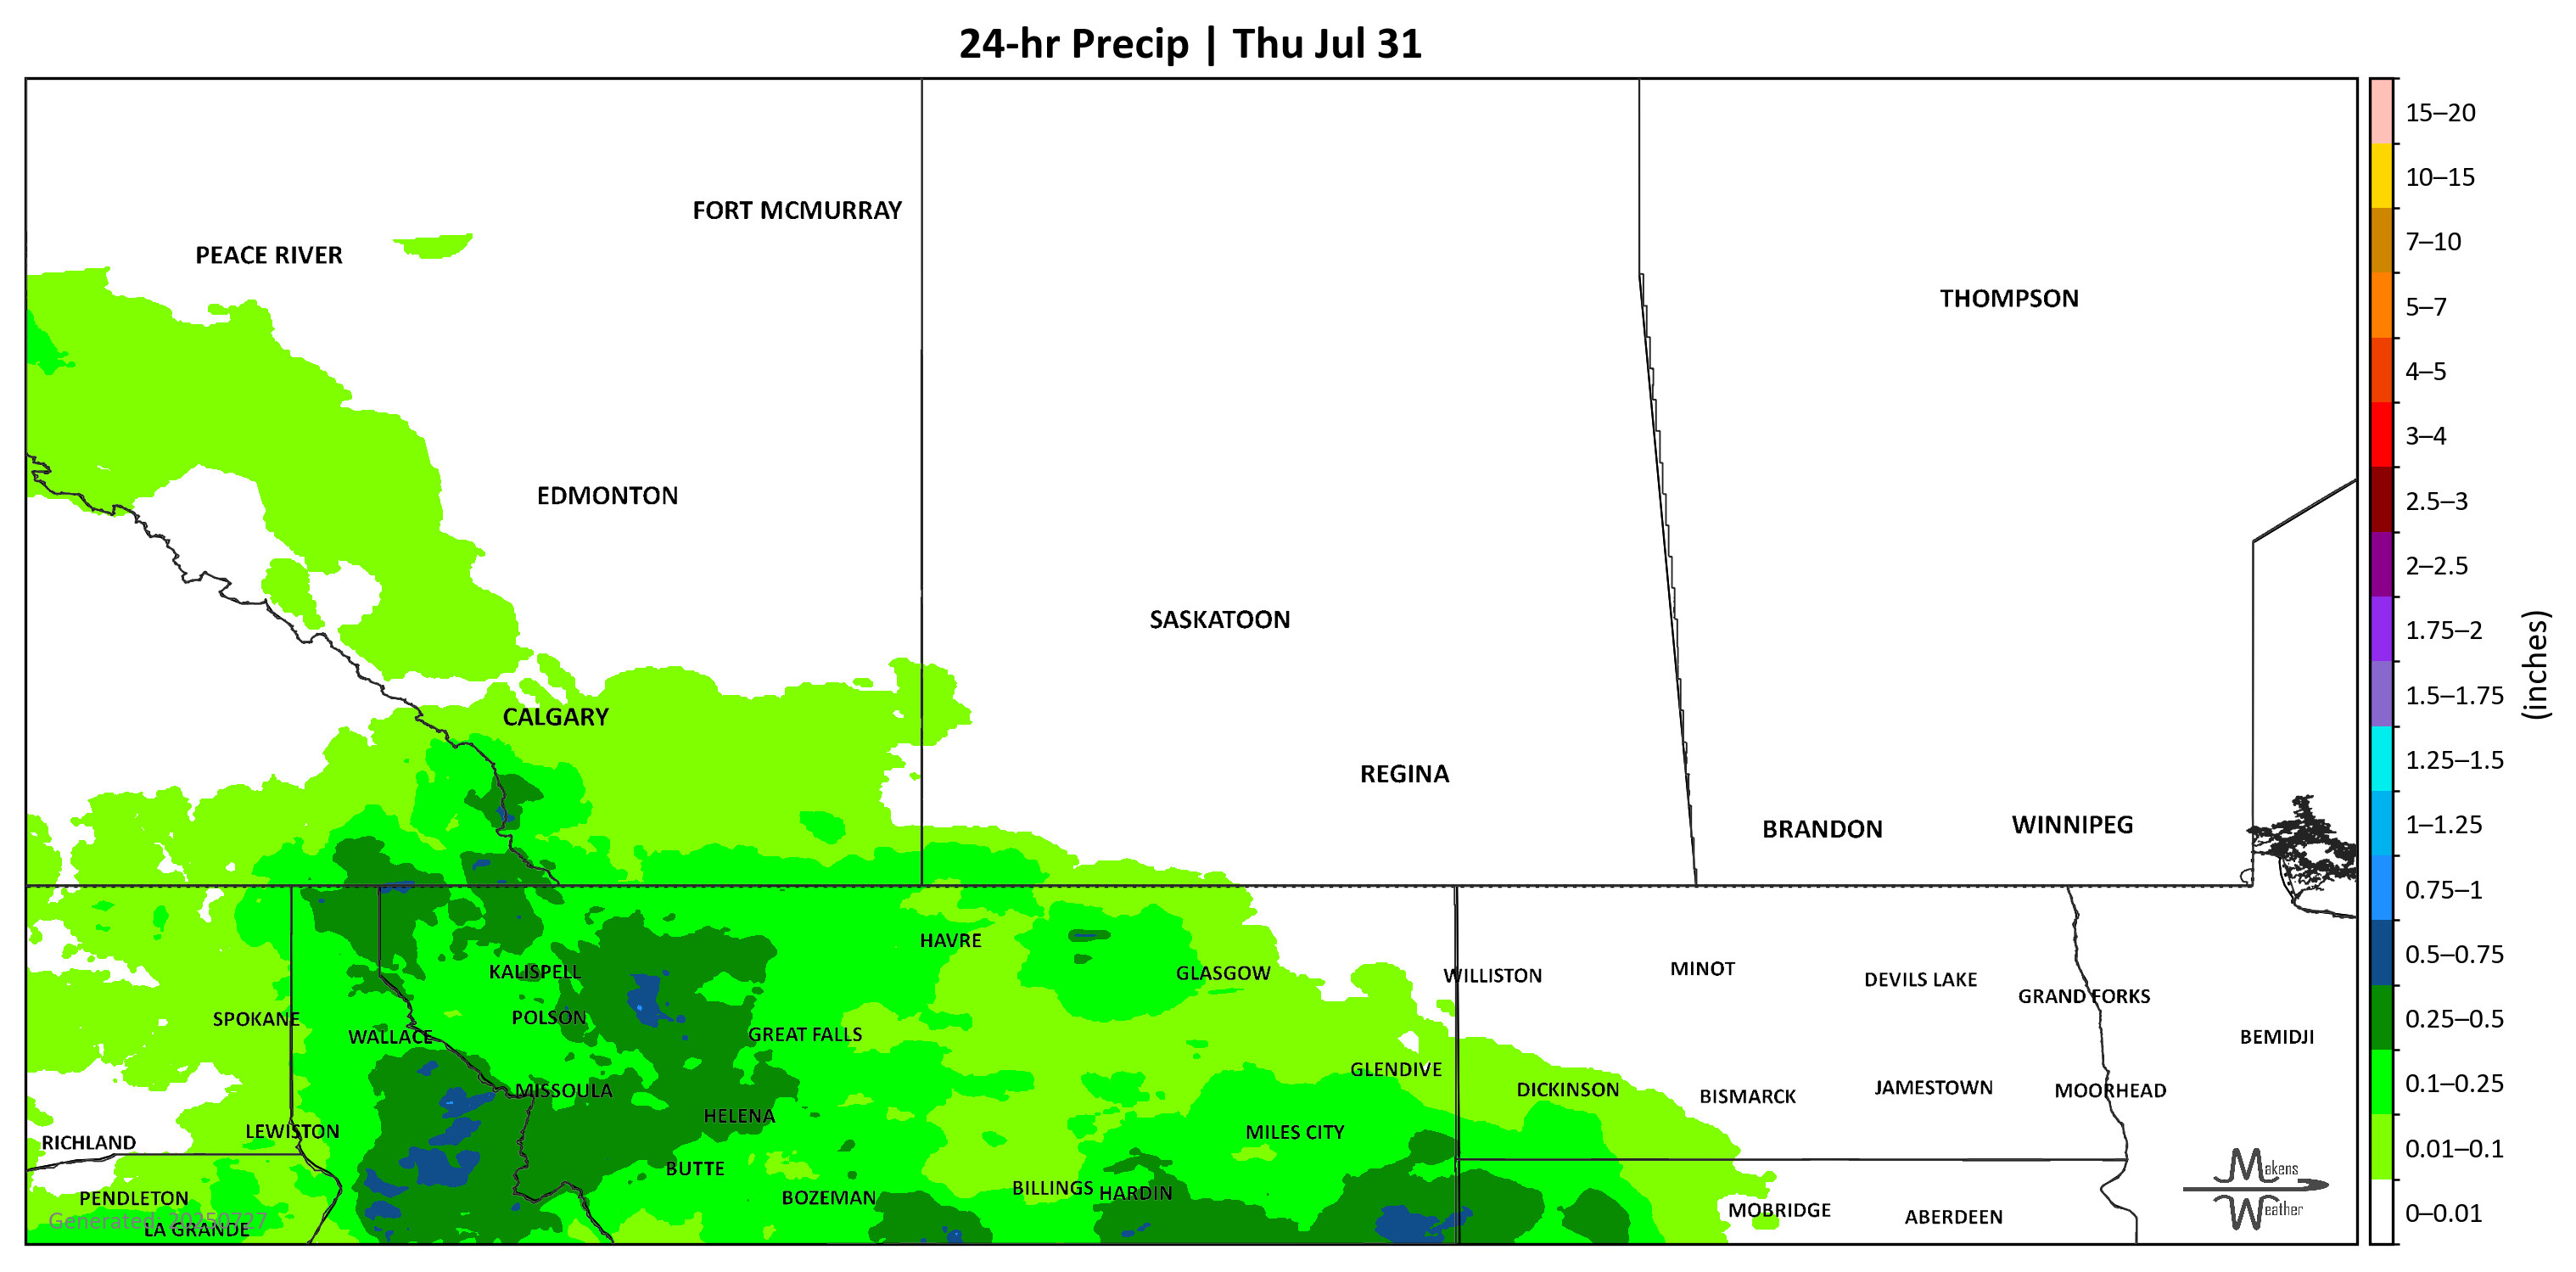 24-hr Precip | Thu Jul 31
FORT MCMURRAY
PEACE RIVER
THOMPSON
EDMONTON
SASKATOON
CALGARY
REGINA
BRANDON
WINNIPEG
HAVRE
KALISPELL
GLASGOW
WILLISTON
MINOT
DEVILS LAKE
GRAND FORKS
SPOKANE
POLSON
WALLACE
GREAT FALLS
BEMIDJI
GLENDIVE
MISSOULA
DICKINSON
BISMARCK
JAMESTOWN
MOORHEAD
HELENA
LEWISTON
MILES CITY
RICHLAND
BUTTE
PENDLETON
BOZEMAN
BILLINGS
HARDIN
MOBRIDGE
ABERDEEN
Generated: 20250727
LA GRANDE
Makens
Weather
15–20
10–15
7–10
5–7
4–5
3–4
2.5–3
2–2.5
1.75–2
1.5–1.75
1.25–1.5
1–1.25
0.75–1
0.5–0.75
0.25–0.5
0.1–0.25
0.01–0.1
0–0.01
(inches)